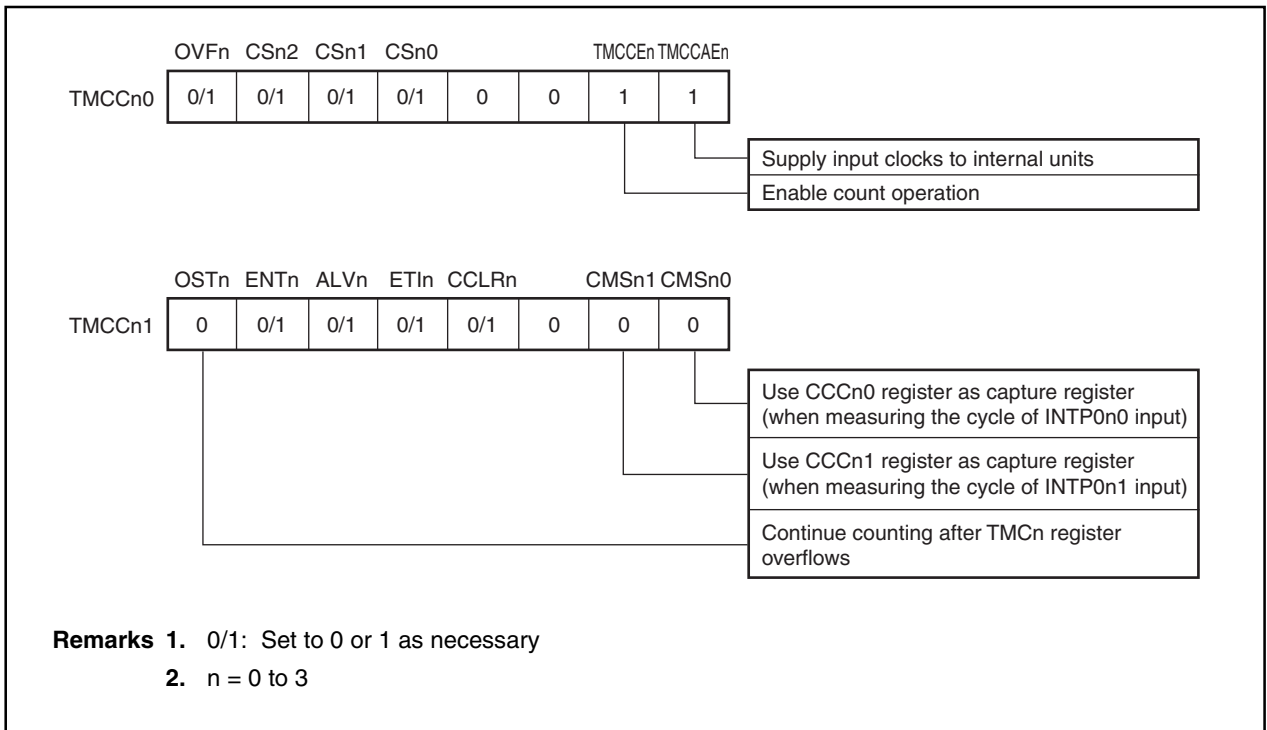 OVFn CSn2 CSn1 CSn0 TMCCEn TMCCAEn
TMCCn0 0/1 0/1 0/1 0/1 0 0 1 1
Supply input clocks to internal units
Enable count operation
OSTn ENTn ALVn ETIn CCLRn CMSn1 CMSn0
TMCCn1 0 0/1 0/1 0/1 0/1 0 0 0
Use CCCn0 register as capture register
(when measuring the cycle of INTP0n0 input)
Use CCCn1 register as capture register
(when measuring the cycle of INTP0n1 input)
Continue counting after TMCn register
overflows
Remarks 1. 0/1: Set to 0 or 1 as necessary
2. n = 0 to 3